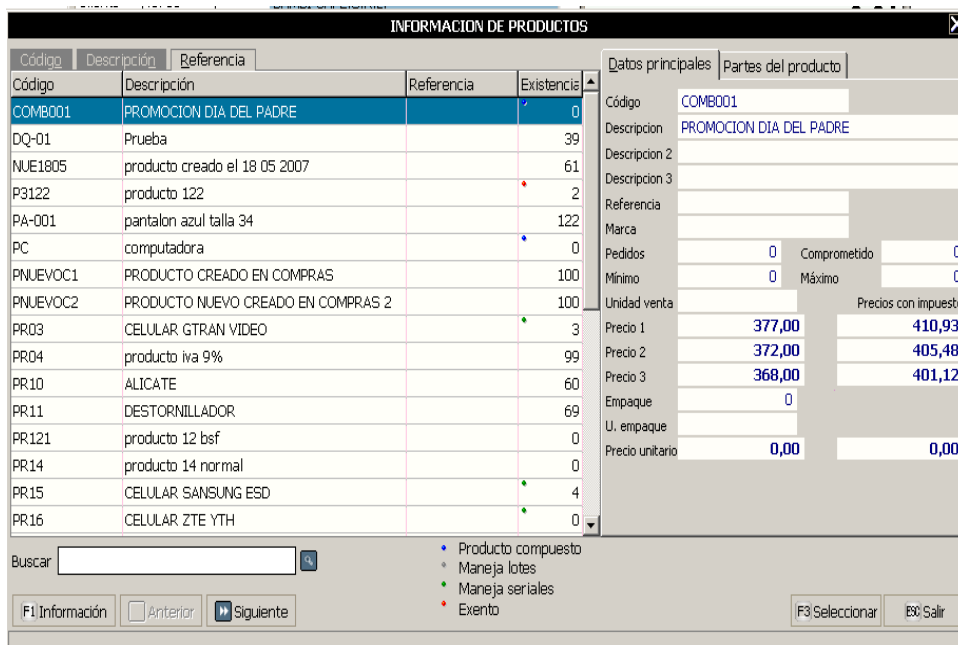 INFORMACION DE PRODUCTOS
Código Descripción Referencia
Código Descripción Referencia Existencia
COMB001 PROMOCION DIA DEL PADRE 0
DQ-01 Prueba 39
NUE1805 producto creado el 18 05 2007 61
P3122 producto 122 2
PA-001 pantalon azul talla 34 122
PC computadora 0
PNUEVOC1 PRODUCTO CREADO EN COMPRAS 100
PNUEVOC2 PRODUCTO NUEVO CREADO EN COMPRAS 2 100
PR03 CELULAR GTRAN VIDEO 3
PR04 producto iva 9% 99
PR10 ALICATE 60
PR11 DESTORNILLADOR 69
PR121 producto 12 bsf 0
PR14 producto 14 normal 0
PR15 CELULAR SANSUNG ESD 4
PR16 CELULAR ZTE YTH 0
Datos principales Partes del producto
Código COMB001
Descripcion PROMOCION DIA DEL PADRE
Descripcion 2
Descripcion 3
Referencia
Marca
Pedidos 0 Comprometido 0
Mínimo 0 Máximo 0
Unidad venta Precios con impuesto
Precio 1 377,00 410,93
Precio 2 372,00 405,48
Precio 3 368,00 401,12
Empaque 0
U. empaque
Precio unitario 0,00 0,00
Buscar
Producto compuesto
Maneja lotes
Maneja seriales
Exento
F1 Información Anterior Siguiente F3 Seleccionar ESC Salir